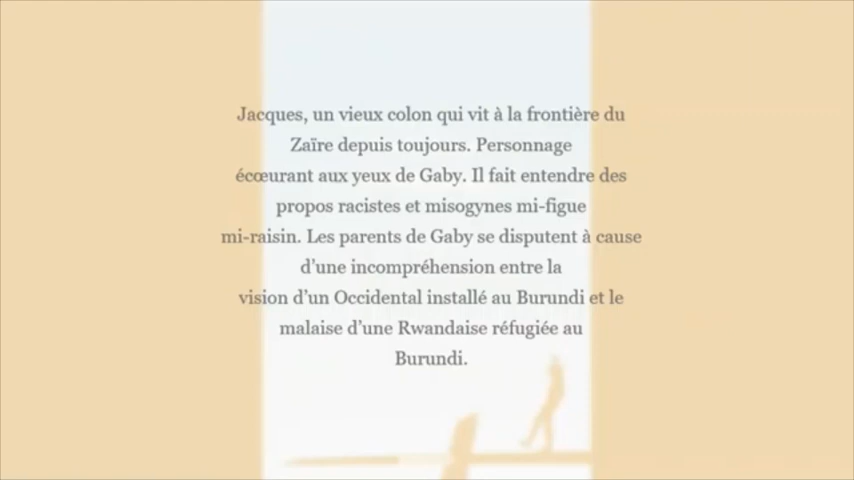 Jacques, un vieux colon qui vit à la frontière du
Zaïre depuis toujours. Personnage
écœurant aux yeux de Gaby. Il fait entendre des
propos racistes et misogynes mi-figue
mi-raisin. Les parents de Gaby se disputent à cause
d’une incompréhension entre la
vision d’un Occidental installé au Burundi et le
malaise d’une Rwandaise réfugiée au
Burundi.